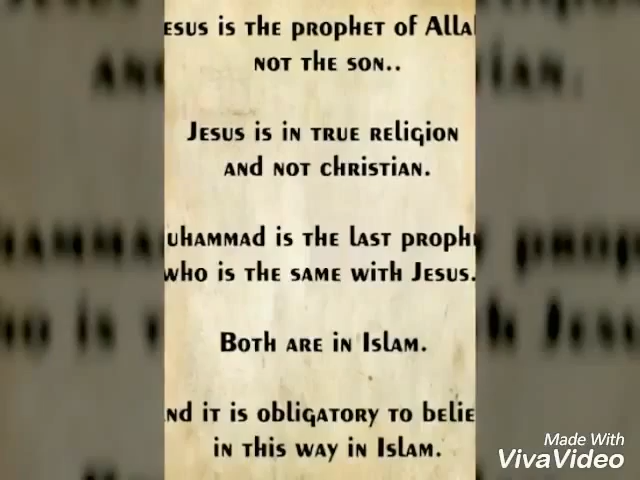 esus is the prophet of Alla
not the son..
Jesus is in true religion
and not christian.
uhammad is the last prophe
who is the same with Jesus.
Both are in Islam.
nd it is obligatory to belie
in this way in Islam.
Made With
VivaVideo